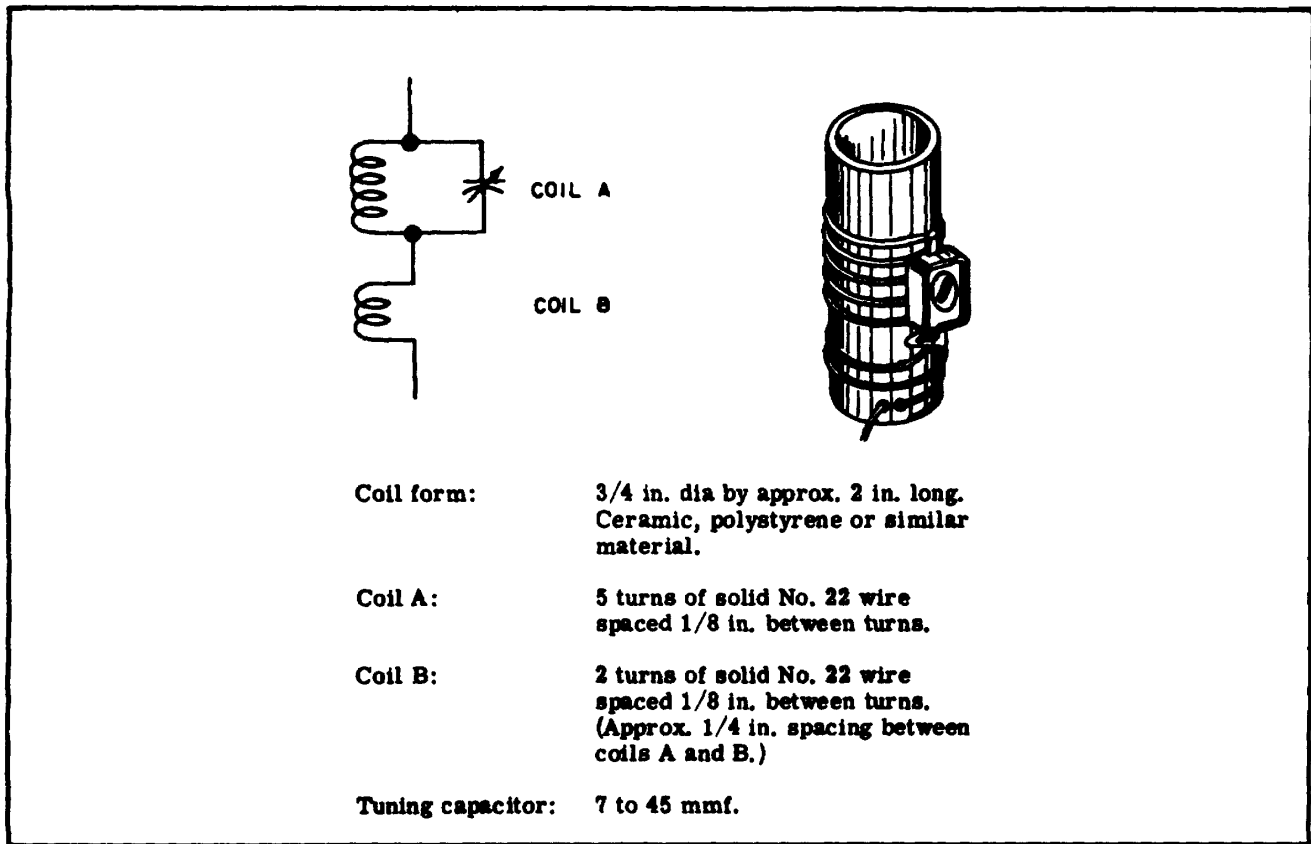 COIL A
COIL B
Coil form: 3/4 in. dia by approx. 2 in. long.
Ceramic, polystyrene or similar
material.
Coil A: 5 turns of solid No. 22 wire
spaced 1/8 in. between turns.
Coil B: 2 turns of solid No. 22 wire
spaced 1/8 in. between turns.
(Approx. 1/4 in. spacing between
coils A and B.)
Tuning capacitor: 7 to 45 mmf.